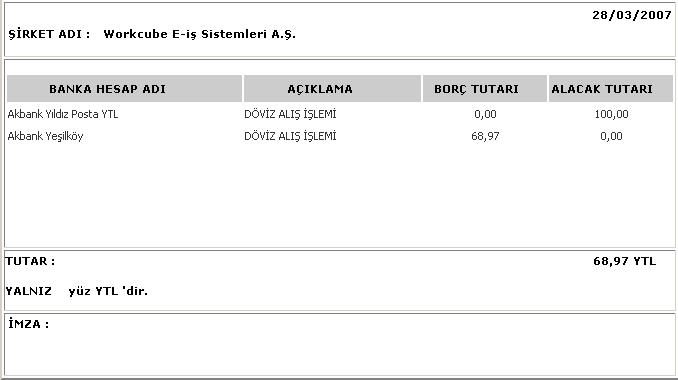 28/03/2007
ŞİRKET ADI : Workcube E-iş Sistemleri A.Ş.
BANKA HESAP ADI AÇIKLAMA BORÇ TUTARI ALACAK TUTARI
Akbank Yıldız Posta YTL DÖVİZ ALIŞ İŞLEMİ 0,00 100,00
Akbank Yeşilköy DÖVİZ ALIŞ İŞLEMİ 68,97 0,00
TUTAR : 68,97 YTL
YALNIZ yüz YTL 'dir.
İMZA :